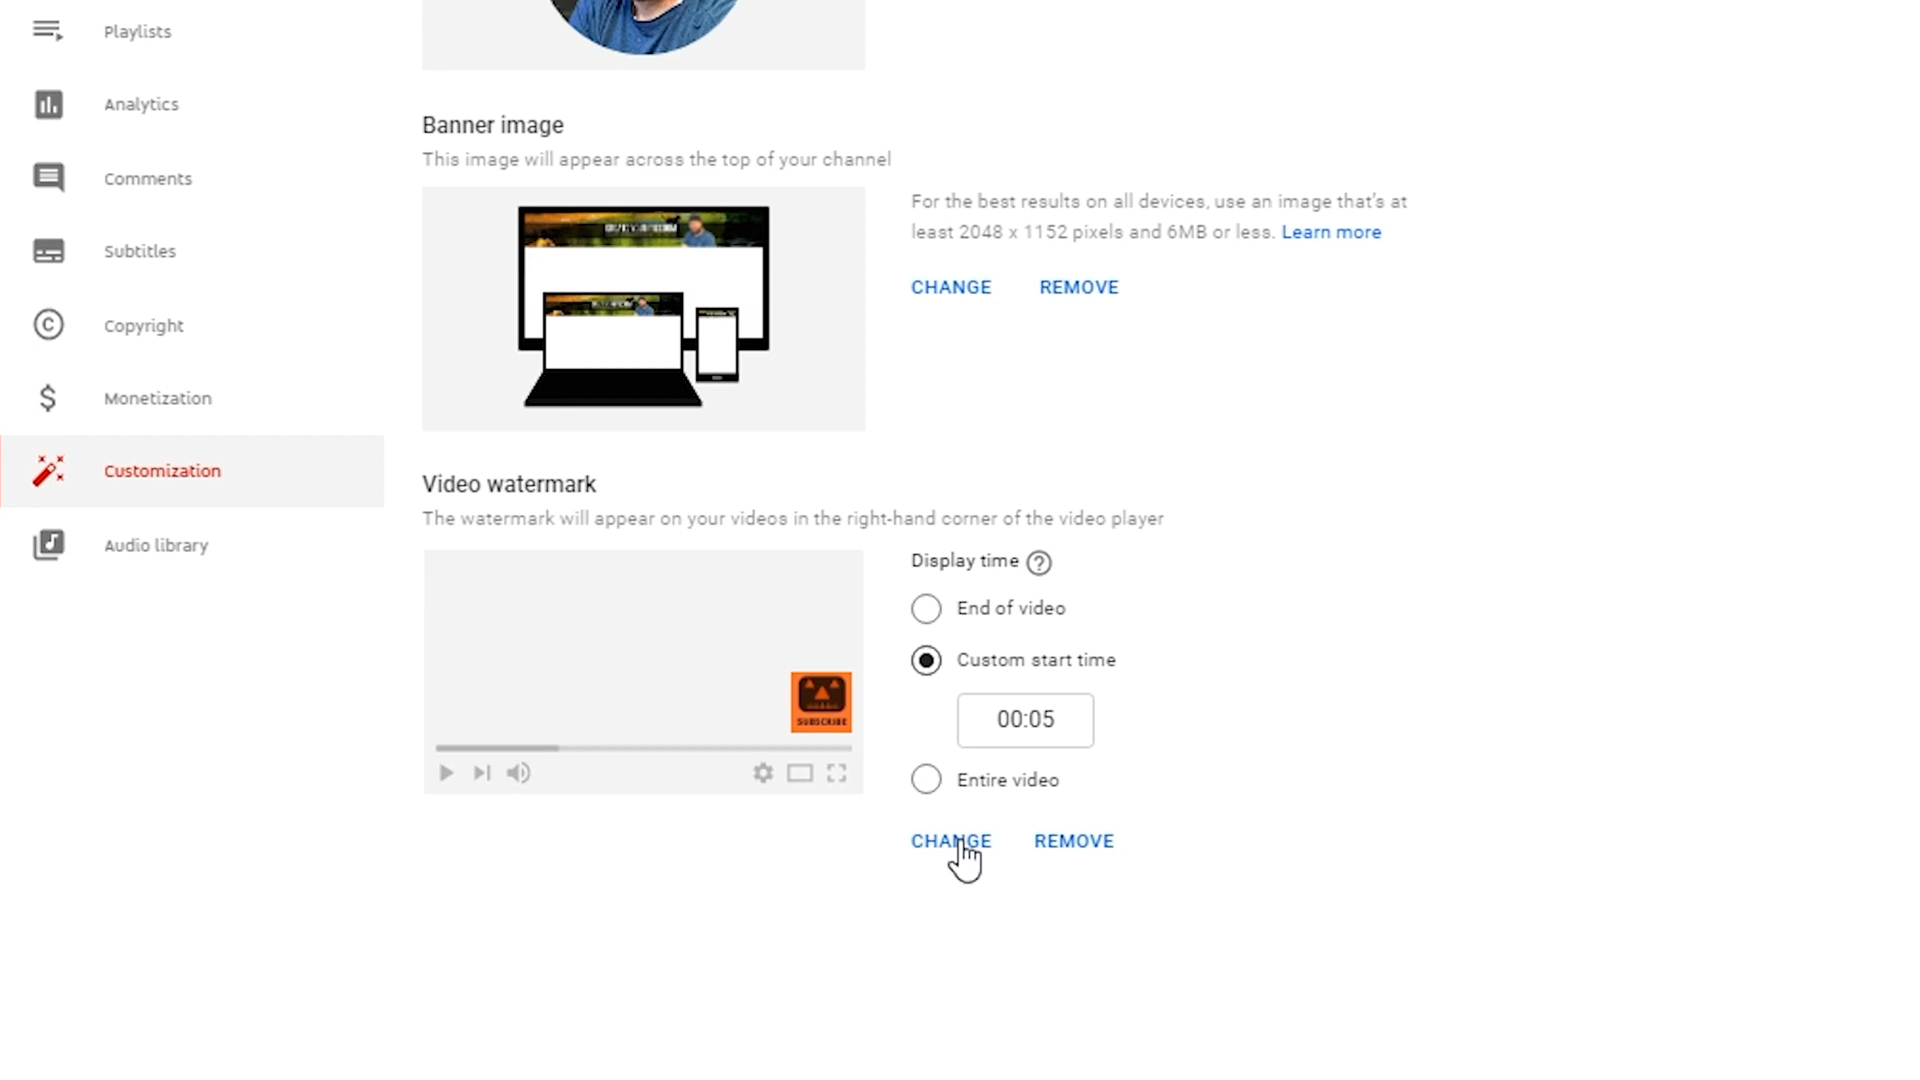 Playlists
Analytics
Comments
Subtitles
Copyright
Monetization
Customization
Audio library
Banner image
This image will appear across the top of your channel
For the best results on all devices, use an image that's at
least 2048 x 1152 pixels and 6MB or less. Learn more
CHANGE REMOVE
Video watermark
The watermark will appear on your videos in the right-hand corner of the video player
SUBSCRIBE
Display time ?
End of video
Custom start time
00:05
Entire video
CHANGE REMOVE